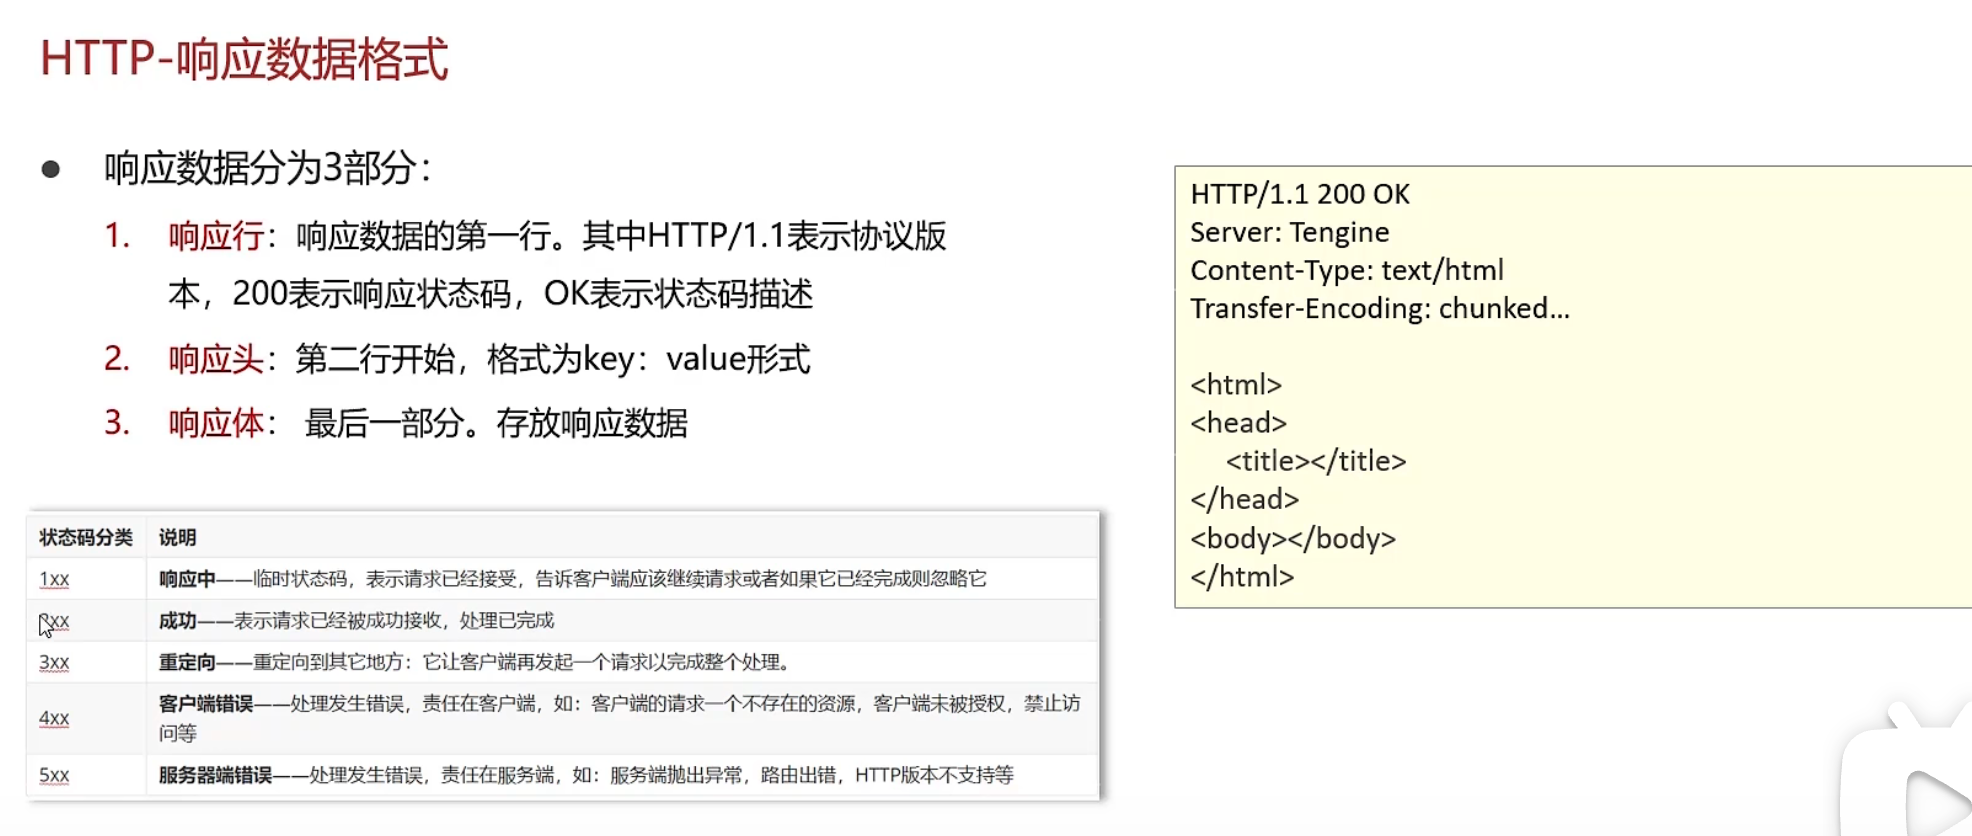 HTTP-响应数据格式
● 响应数据分为3部分：
1. 响应行：响应数据的第一行。其中HTTP/1.1表示协议版
本，200表示响应状态码，OK表示状态码描述
2. 响应头：第二行开始，格式为key：value形式
3. 响应体： 最后一部分。存放响应数据
状态码分类 说明
1xx 响应中——临时状态码，表示请求已经接受，告诉客户端应该继续请求或者如果它已经完成则忽略它
2xx 成功——表示请求已经被成功接收，处理已完成
3xx 重定向——重定向到其它地方：它让客户端再发起一个请求以完成整个处理。
4xx 客户端错误——处理发生错误，责任在客户端，如：客户端的请求一个不存在的资源，客户端未被授权，禁止访
问等
5xx 服务器端错误——处理发生错误，责任在服务端，如：服务端抛出异常，路由出错，HTTP版本不支持等
HTTP/1.1 200 OK
Server: Tengine
Content-Type: text/html
Transfer-Encoding: chunked...
<html>
<head>
<title></title>
</head>
<body></body>
</html>